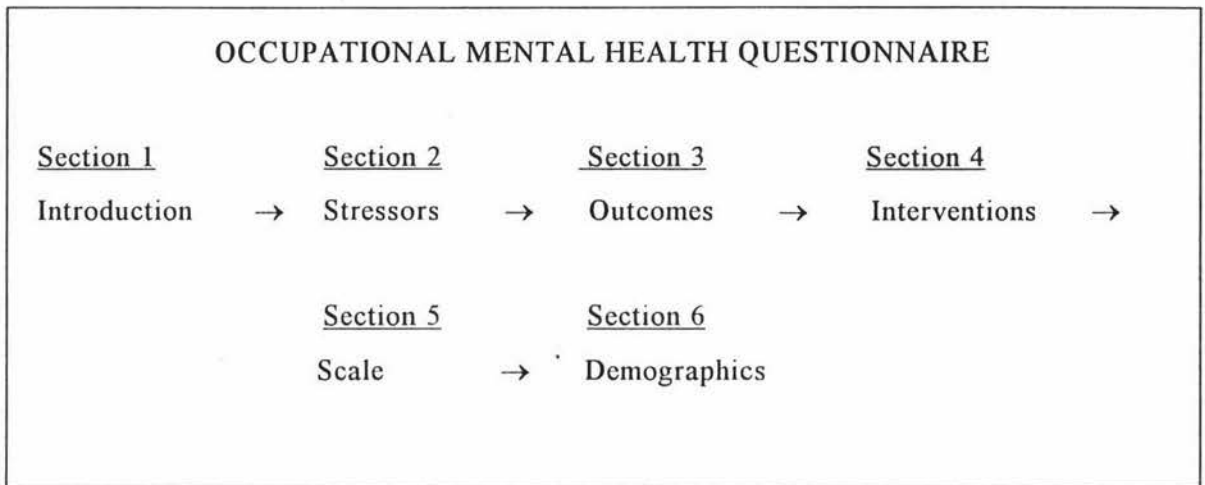 OCCUPATIONAL MENTAL HEALTH QUESTIONNAIRE
Section 1 Section 2 Section 3 Section 4
Introduction → Stressors → Outcomes → Interventions →
Section 5 Section 6
Scale → Demographics